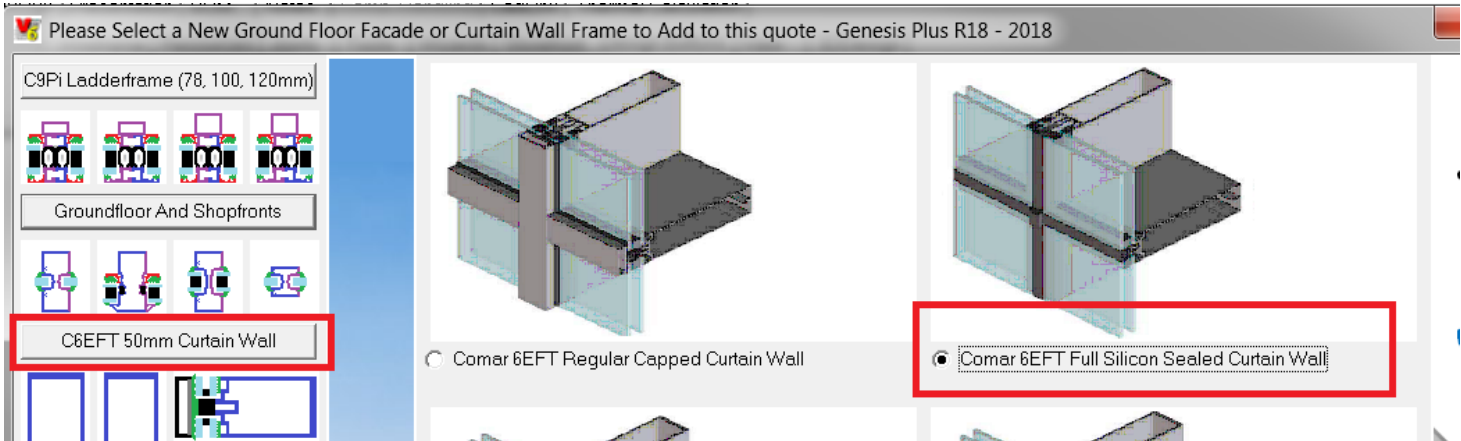 Please Select a New Ground Floor Facade or Curtain Wall Frame to Add to this quote - Genesis Plus R18 - 2018
C9Pi Ladderframe (78, 100, 120mm)
Groundfloor And Shopfronts
C6EFT 50mm Curtain Wall
Comar 6EFT Regular Capped Curtain Wall
Comar 6EFT Full Silicon Sealed Curtain Wall